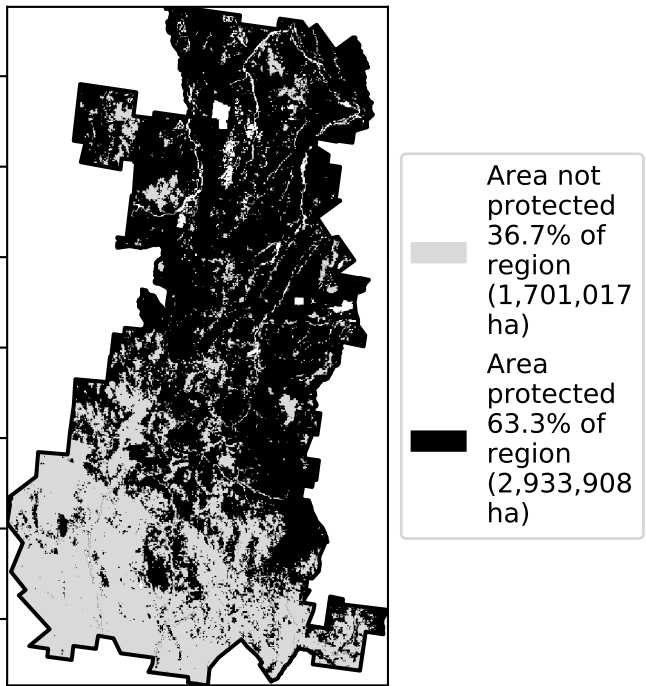 Area not
protected
36.7% of
region
(1,701,017
ha)
Area
protected
63.3% of
region
(2,933,908
ha)